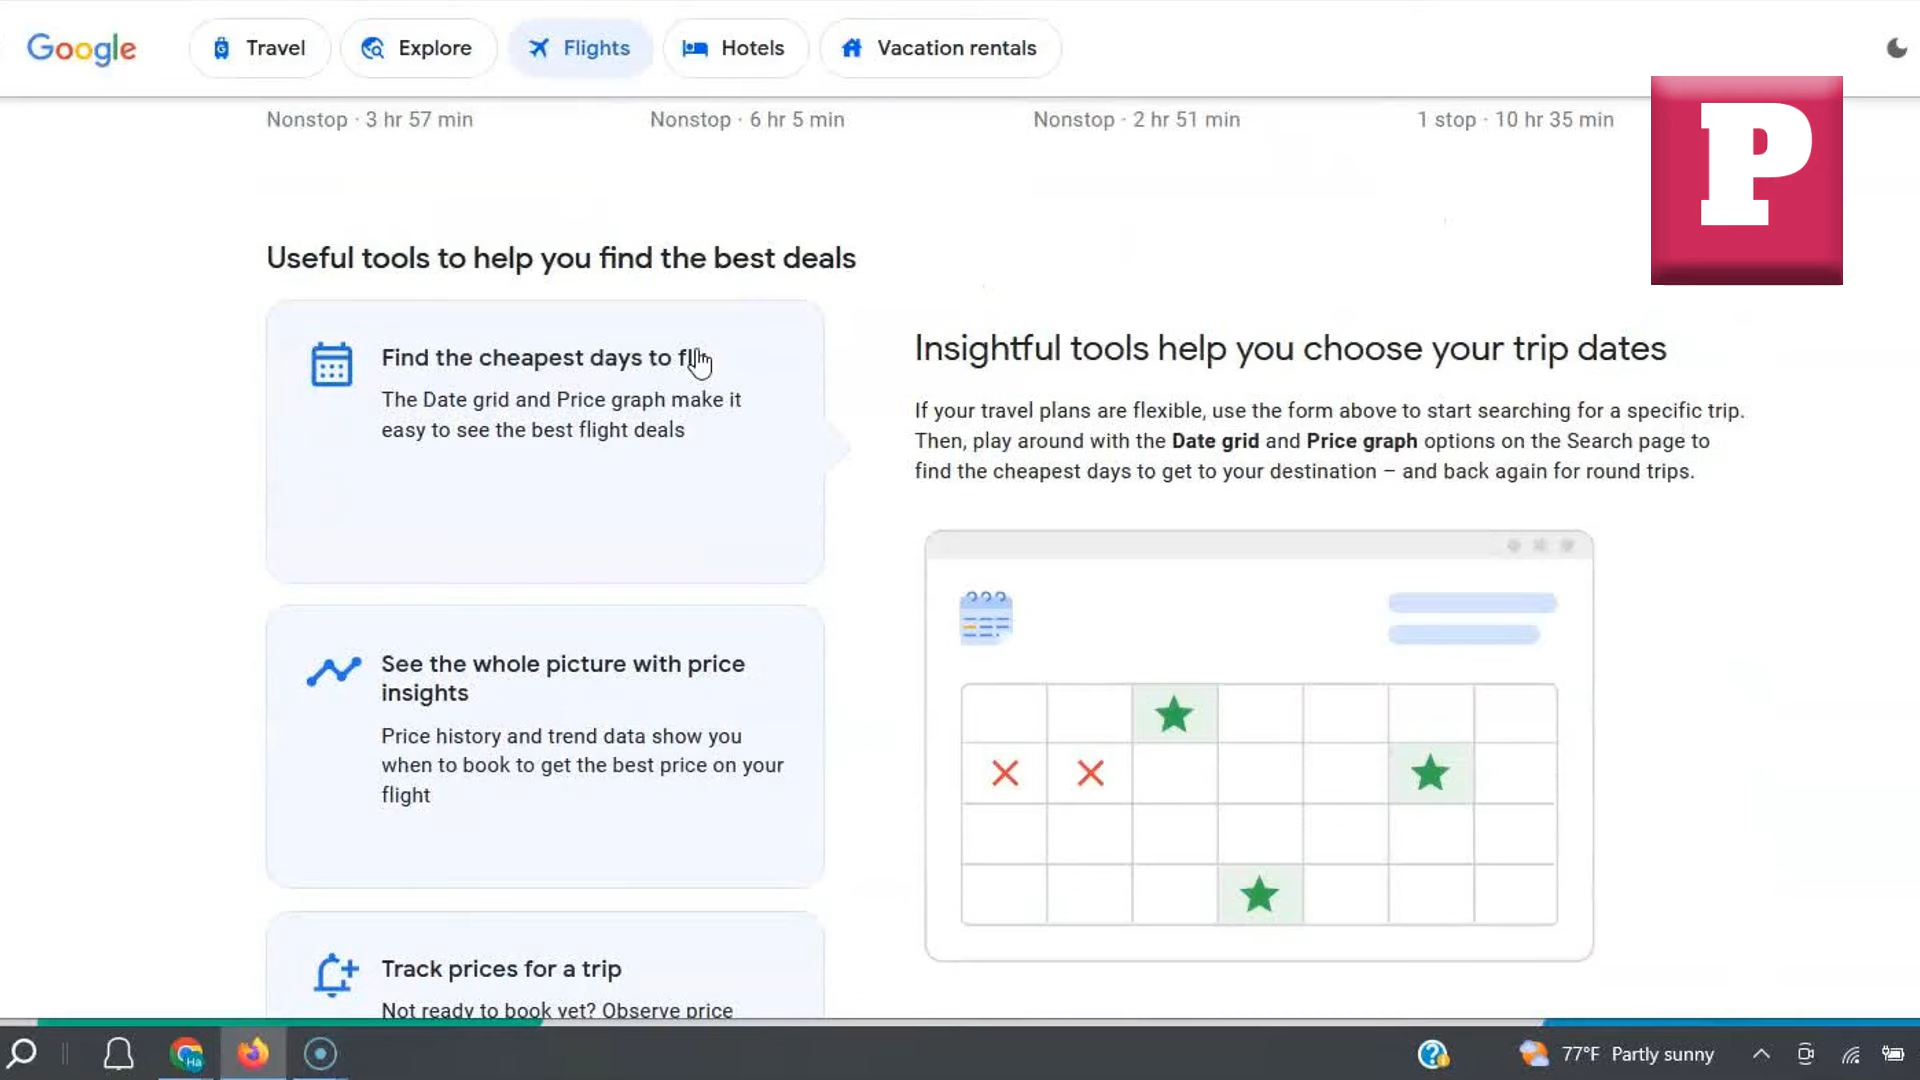 Google
Travel
Explore
Flights
Hotels
Vacation rentals
Nonstop · 3 hr 57 min
Nonstop · 6 hr 5 min
Nonstop · 2 hr 51 min
1 stop · 10 hr 35 min
P
Useful tools to help you find the best deals
Find the cheapest days to
The Date grid and Price graph make it
easy to see the best flight deals
See the whole picture with price
insights
Price history and trend data show you
when to book to get the best price on your
flight
Track prices for a trip
Not ready to book yet? Observe price
Insightful tools help you choose your trip dates
If your travel plans are flexible, use the form above to start searching for a specific trip.
Then, play around with the Date grid and Price graph options on the Search page to
find the cheapest days to get to your destination – and back again for round trips.
Ha
77°F Partly sunny